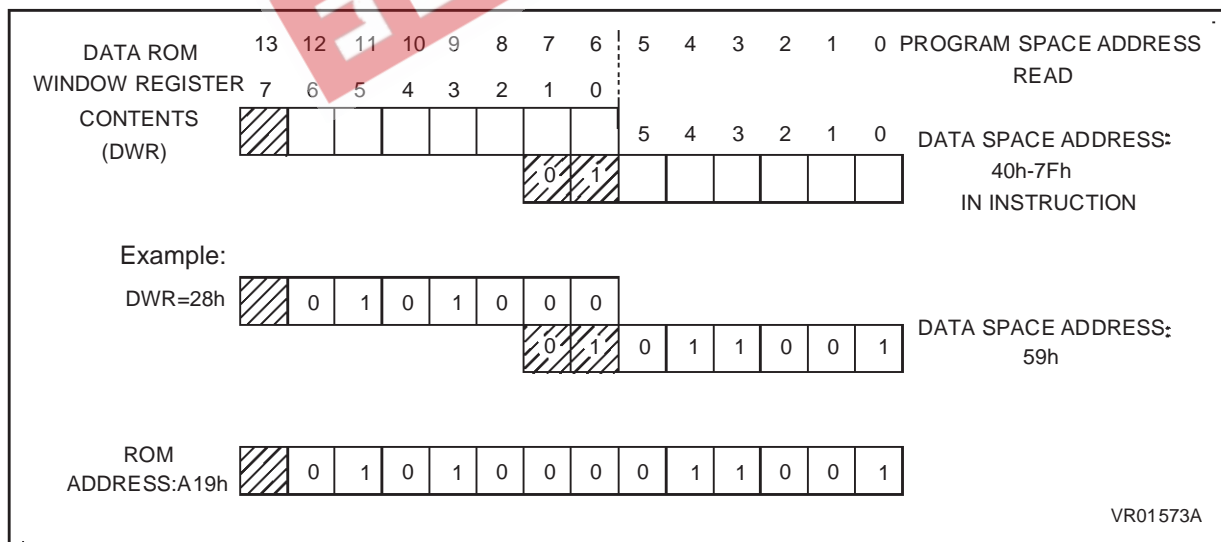 DATA ROM 13 12 11 10 9 8 7 6 5 4 3 2 1 0 PROGRAM SPACE ADDRESS
WINDOW REGISTER 7 6 5 4 3 2 1 0 READ
CONTENTS
(DWR)
5 4 3 2 1 0 DATA SPACE ADDRESS:
0 1 40h-7Fh
IN INSTRUCTION
Example:
DWR=28h 0 1 0 1 0 0 0
0 1 0 1 1 0 0 1 DATA SPACE ADDRESS:
59h
ROM
ADDRESS:A19h 0 1 0 1 0 0 0 0 1 1 0 0 1
VR01573A